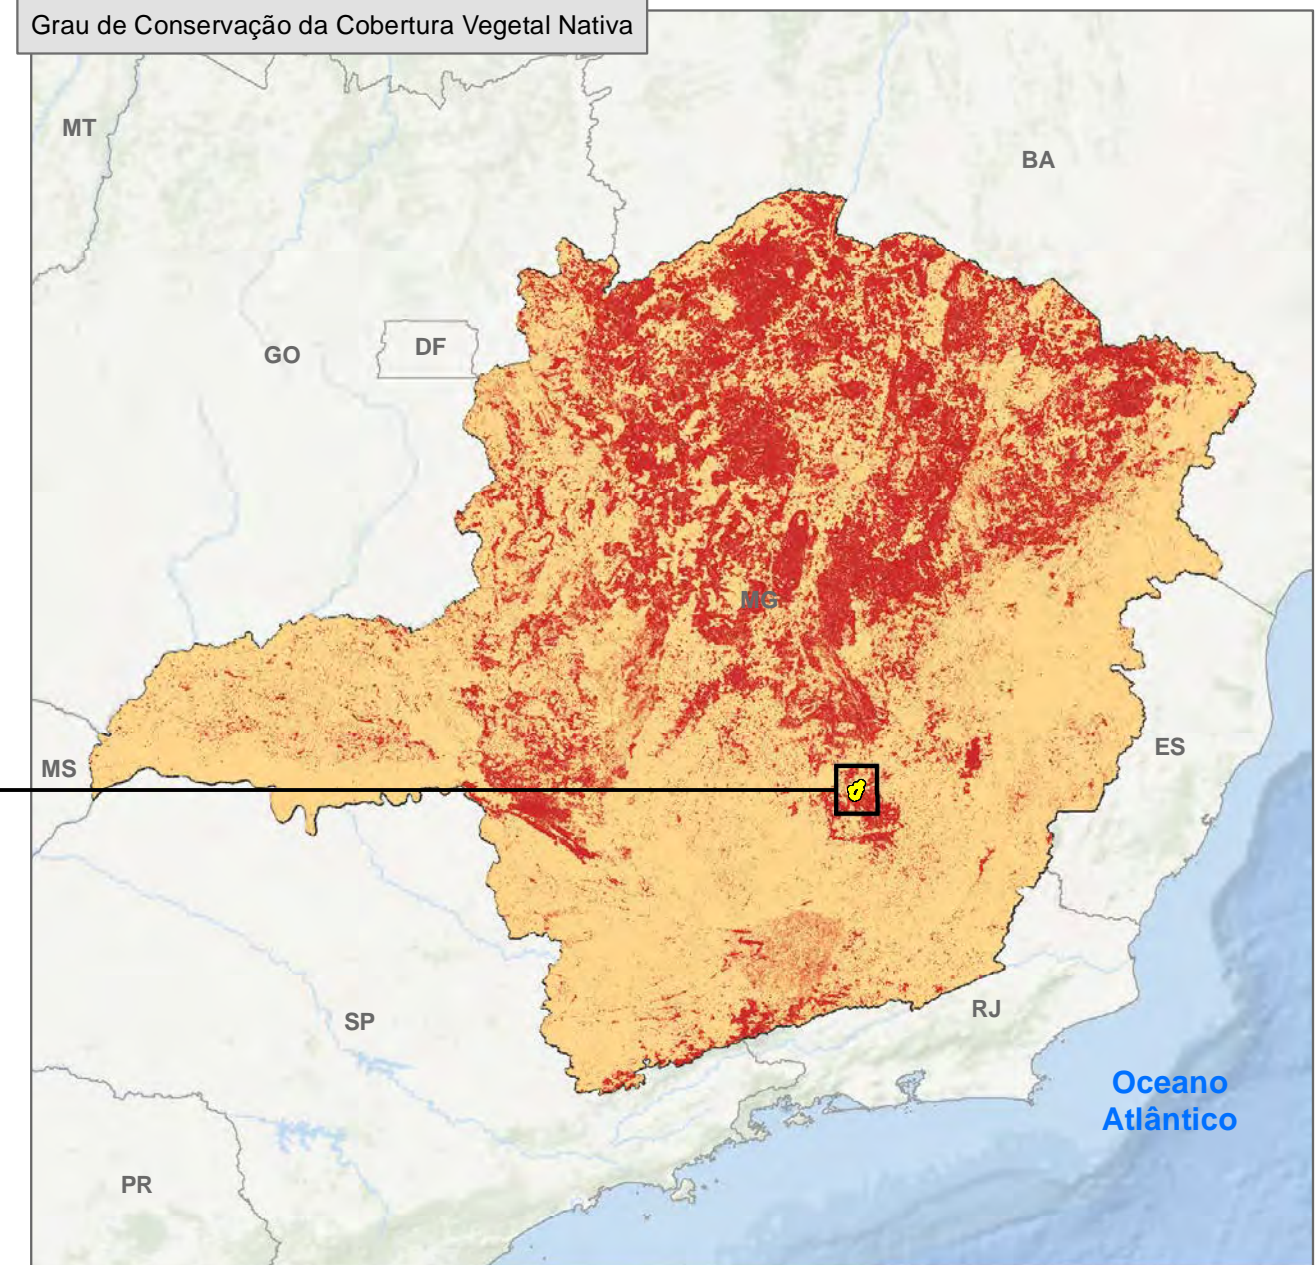 Grau de Conservação da Cobertura Vegetal Nativa
MT
BA
GO
DF
MG
MS
ES
SP
RJ
Oceano
Atlântico
PR